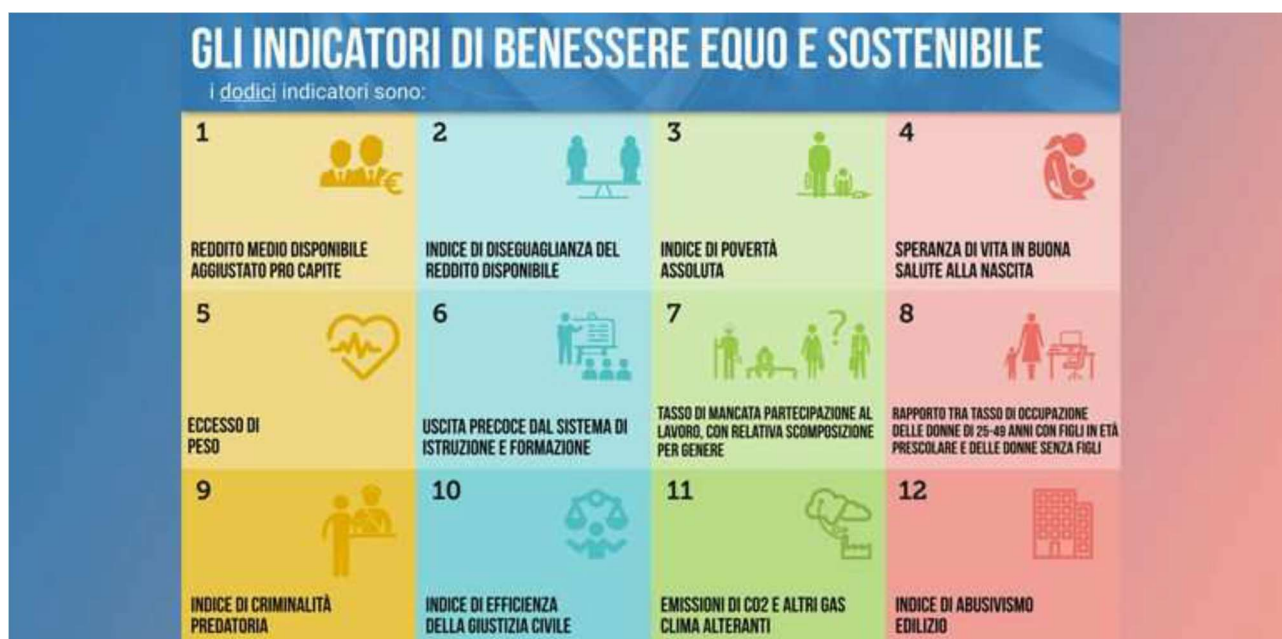 GLI INDICATORI DI BENESSERE EQUO E SOSTENIBILE
i dodici indicatori sono:
1
REDDITO MEDIO DISPONIBILE
AGGIUSTATO PRO CAPITE
2
INDICE DI DISEGUAGLIANZA DEL
REDDITO DISPONIBILE
3
INDICE DI POVERTÀ
ASSOLUTA
4
SPERANZA DI VITA IN BUONA
SALUTE ALLA NASCITA
5
ECCESSO DI
PESO
6
USCITA PRECOCE DAL SISTEMA DI
ISTRUZIONE E FORMAZIONE
7
?
TASSO DI MANCATA PARTECIPAZIONE AL
LAVORO, CON RELATIVA SCOMPOSIZIONE
PER GENERE
8
RAPPORTO TRA TASSO DI OCCUPAZIONE
DELLE DONNE DI 25-49 ANNI CON FIGLI IN ETÀ
PRESCOLARE E DELLE DONNE SENZA FIGLI
9
INDICE DI CRIMINALITÀ
PREDATORIA
10
INDICE DI EFFICIENZA
DELLA GIUSTIZIA CIVILE
11
EMISSIONI DI CO2 E ALTRI GAS
CLIMA ALTERANTI
12
INDICE DI ABUSIVISMO
EDILIZIO